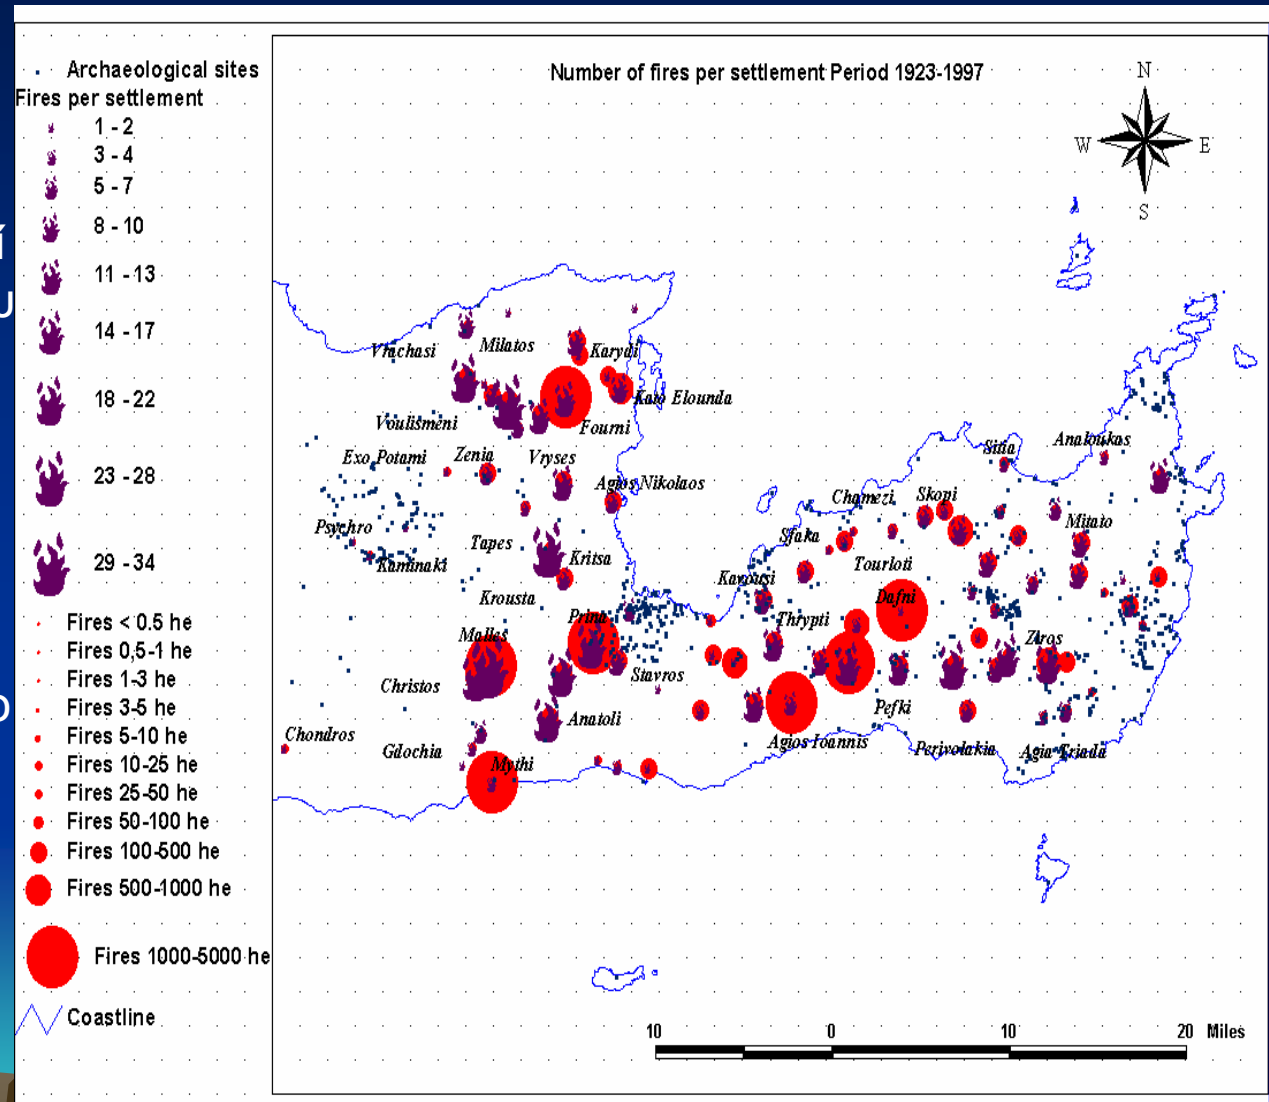 Number of fires per settlement Period 1923-1997
Archaeological sites
Fires per settlement
1 - 2
3 - 4
5 - 7
8 - 10
11 - 13
14 - 17
18 - 22
23 - 28
29 - 34
Fires < 0.5 he
Fires 0,5-1 he
Fires 1-3 he
Fires 3-5 he
Fires 5-10 he
Fires 10-25 he
Fires 25-50 he
Fires 50-100 he
Fires 100-500 he
Fires 500-1000 he
Fires 1000-5000 he
Coastline
N
W E
S
Vrachasi
Milatos
Karydi
Kato Elounda
Voulismeni
Fourni
Exo Potami
Zenia
Vryses
Agios Nikolaos
Psychro
Kaminaki
Tapes
Kritsa
Krousta
Prina
Malles
Christos
Stavros
Anatoli
Chondros
Gdochia
Mythi
Sitia
Analoukas
Chamezi
Skopi
Mitato
Sfaka
Tourloti
Kavousi
Dafni
Thrypti
Ziros
Pefki
Agios Ioannis
Perivolakia
Agia Triada
10 0 10 20 Miles